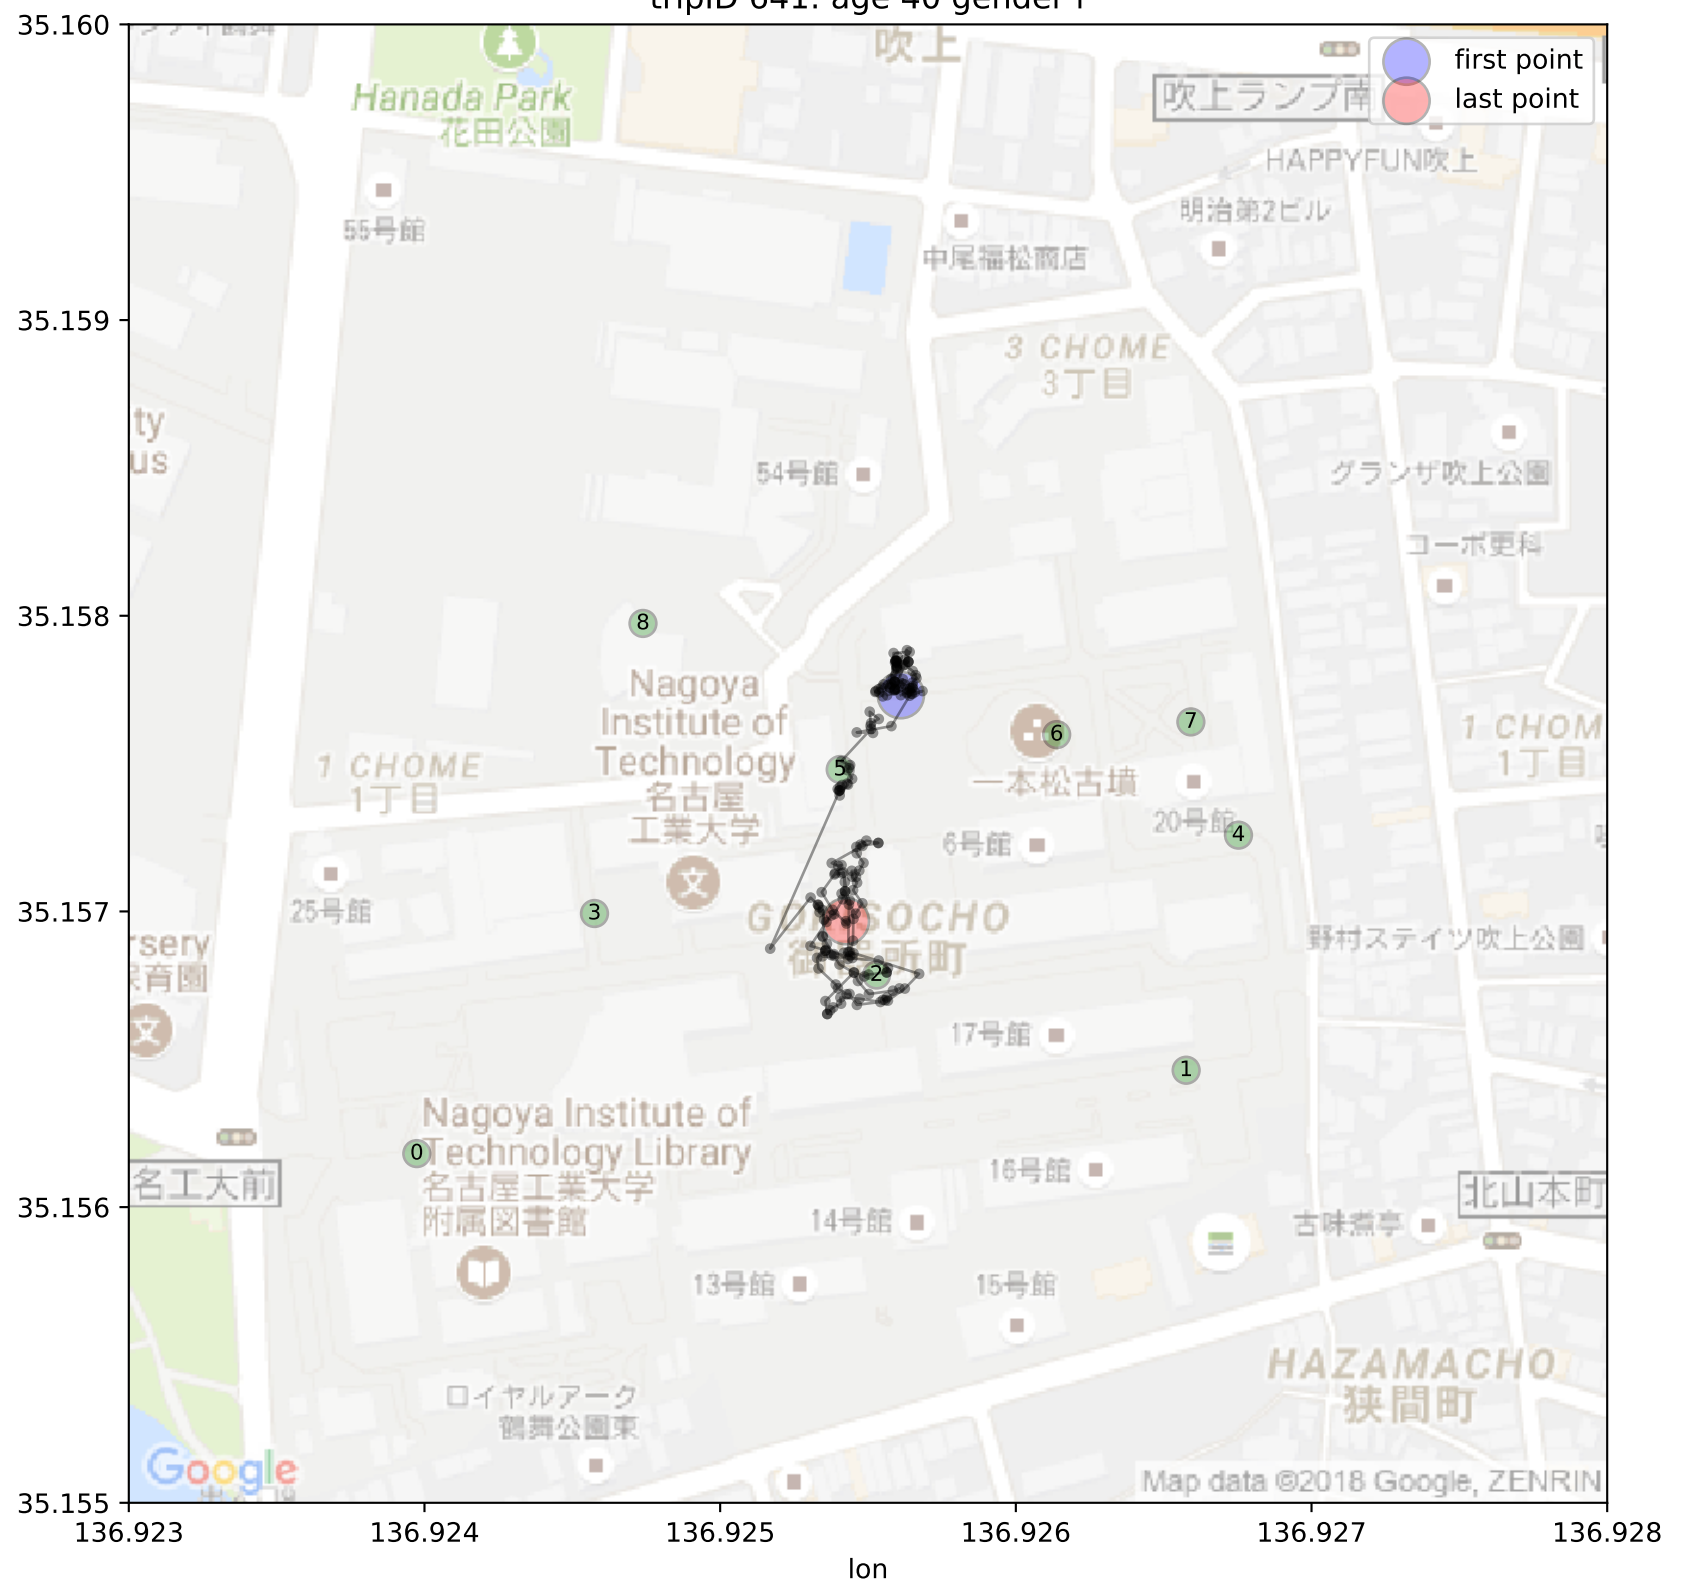 35.160
35.159
35.158
35.157
35.156
35.155
136.923
136.924
136.925
136.926
136.927
136.928
lon
first point
last point
吹上
Hanada Park
花田公園
吹上ランプ南
HAPPYFUN吹上
55号館
明治第2ビル
中尾福松商店
3 CHOME
3丁目
ty
us
54号館
グランザ吹上公園
コーポ更科
8
Nagoya
Institute of
Technology
名古屋
工業大学
1 CHOME
1丁目
5
6
7
一本松古墳
1 CHOM
1丁目
20号館
4
6号館
25号館
3
rsery
保育園
2
野村ステイツ吹上公園
17号館
1
Nagoya Institute of
Technology Library
名古屋工業大学
附属図書館
0
名工大前
16号館
14号館
北山本町
古味煮亭
13号館
15号館
HAZAMACHO
狭間町
ロイヤルアーク
鶴舞公園東
Google
Map data ©2018 Google, ZENRIN